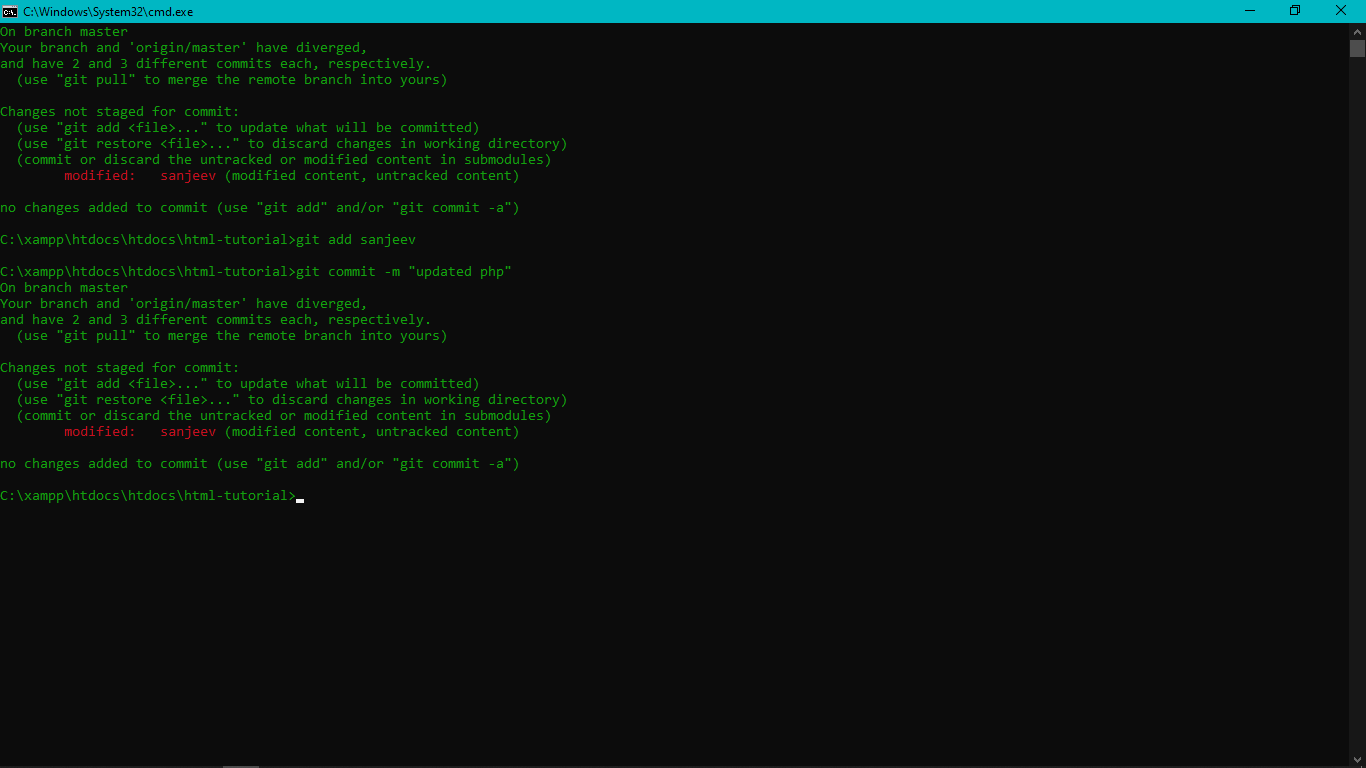 C:\Windows\System32\cmd.exe
On branch master
Your branch and 'origin/master' have diverged,
and have 2 and 3 different commits each, respectively.
  (use "git pull" to merge the remote branch into yours)

Changes not staged for commit:
  (use "git add <file>..." to update what will be committed)
  (use "git restore <file>..." to discard changes in working directory)
  (commit or discard the untracked or modified content in submodules)
        modified:   sanjeev (modified content, untracked content)

no changes added to commit (use "git add" and/or "git commit -a")

C:\xampp\htdocs\htdocs\html-tutorial>git add sanjeev

C:\xampp\htdocs\htdocs\html-tutorial>git commit -m "updated php"
On branch master
Your branch and 'origin/master' have diverged,
and have 2 and 3 different commits each, respectively.
  (use "git pull" to merge the remote branch into yours)

Changes not staged for commit:
  (use "git add <file>..." to update what will be committed)
  (use "git restore <file>..." to discard changes in working directory)
  (commit or discard the untracked or modified content in submodules)
        modified:   sanjeev (modified content, untracked content)

no changes added to commit (use "git add" and/or "git commit -a")

C:\xampp\htdocs\htdocs\html-tutorial>